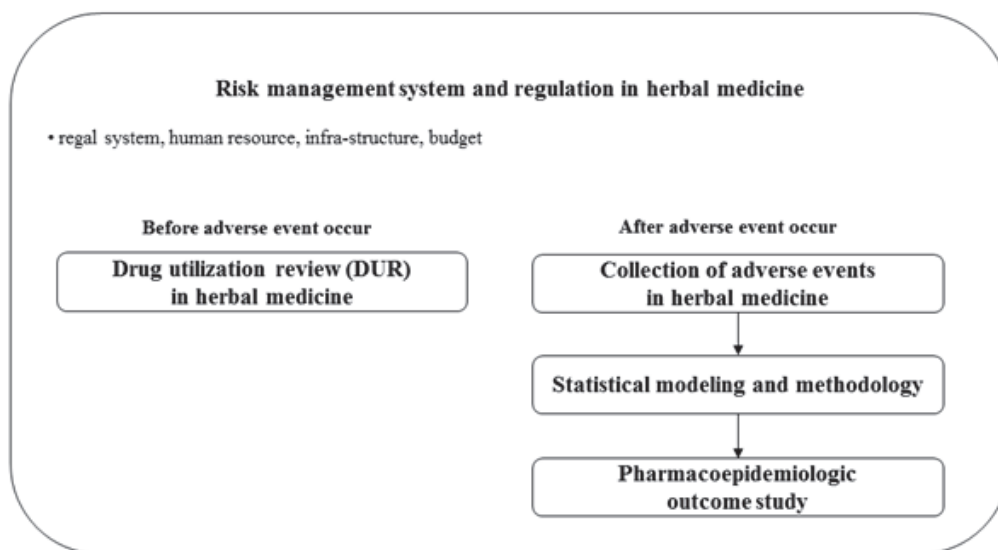 Risk management system and regulation in herbal medicine
• regal system, human resource, infra-structure, budget
Before adverse event occur
Drug utilization review (DUR)
in herbal medicine
After adverse event occur
Collection of adverse events
in herbal medicine
Statistical modeling and methodology
Pharmacoepidemiologic
outcome study